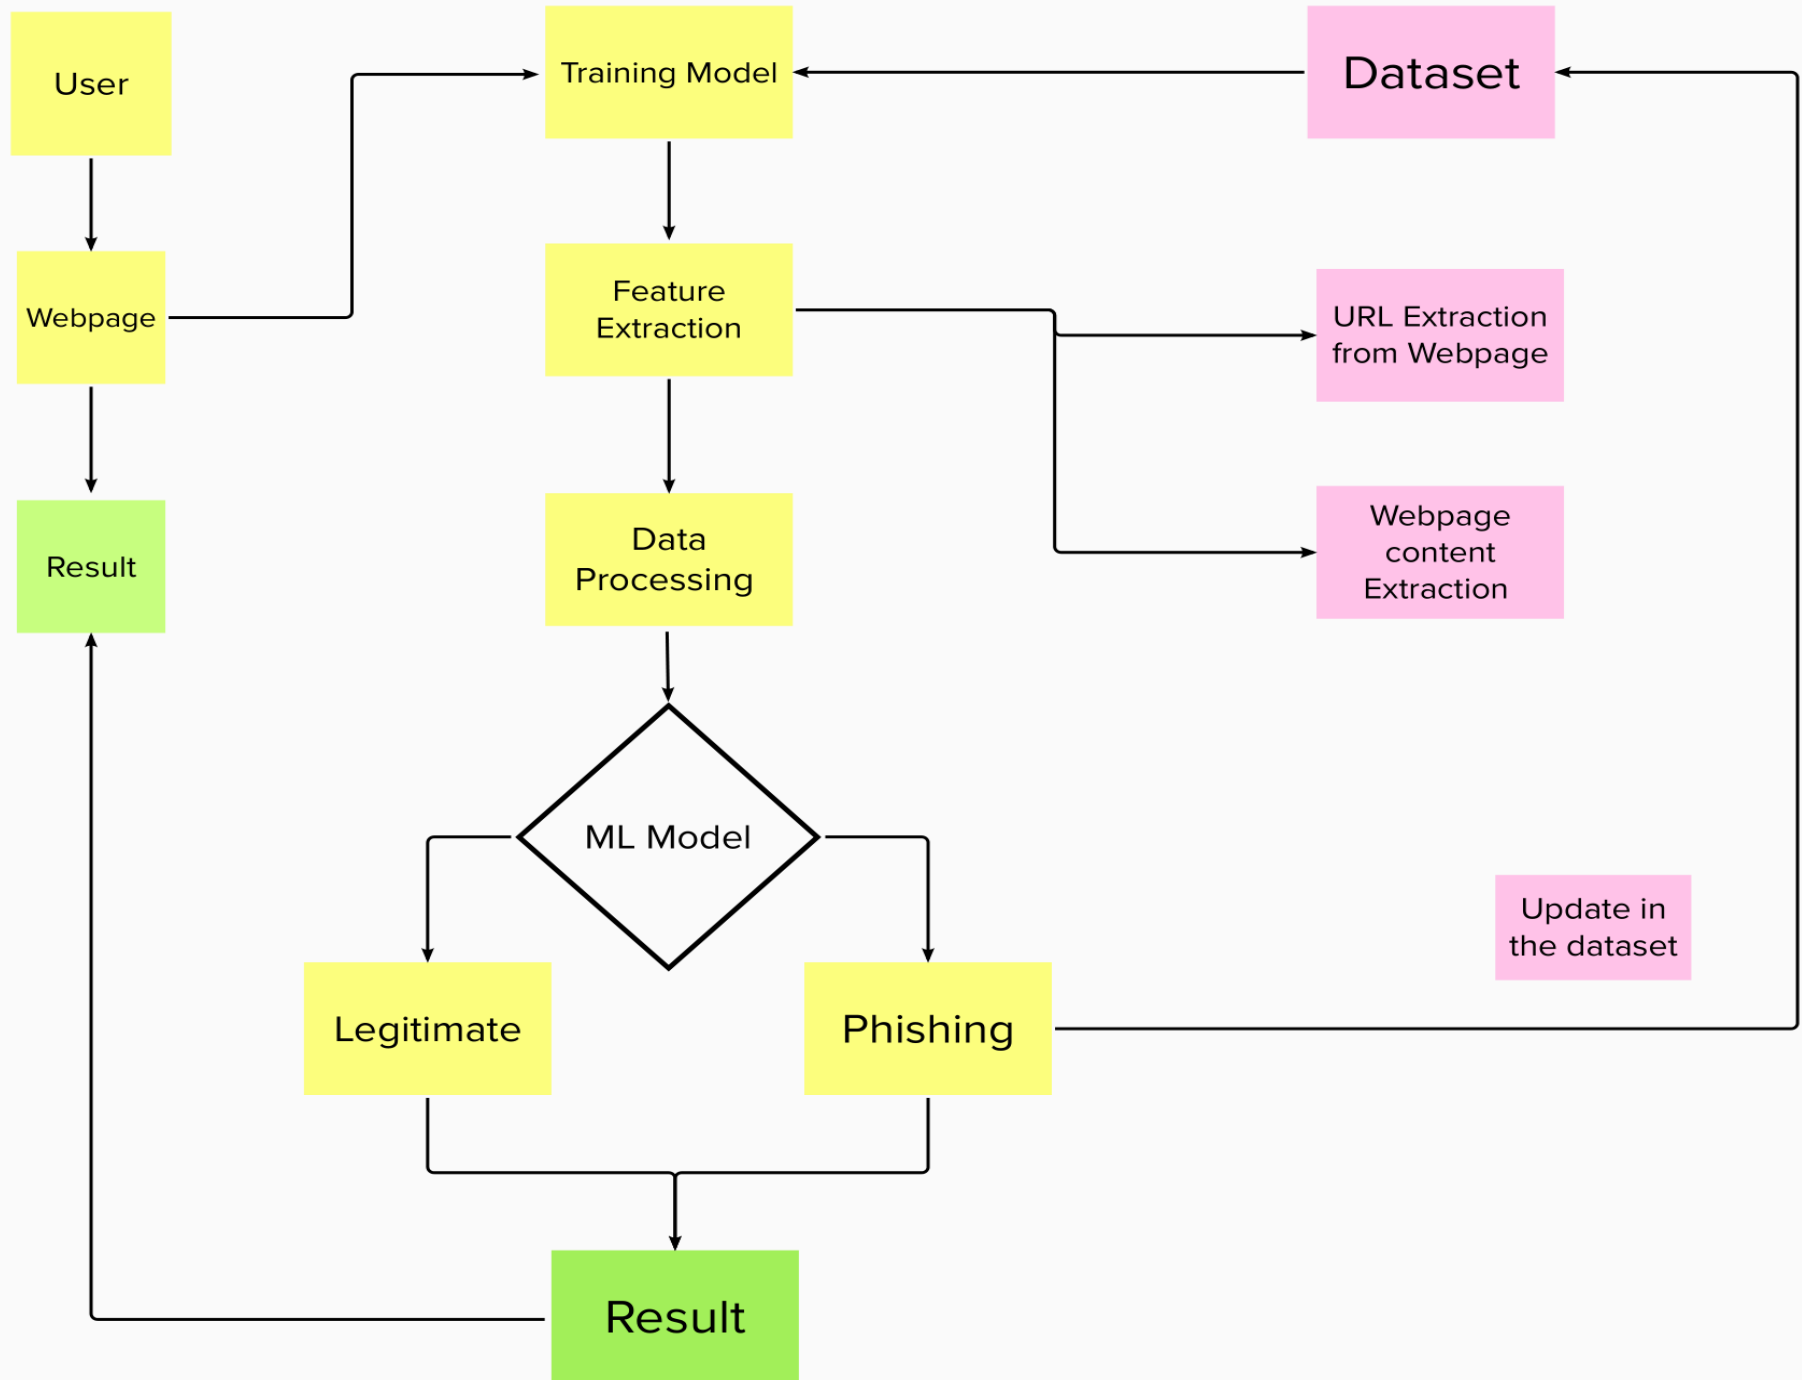 User
Training Model
Dataset
Webpage
Feature
Extraction
URL Extraction
from Webpage
Result
Data
Processing
Webpage
content
Extraction
ML Model
Update in
the dataset
Legitimate
Phishing
Result